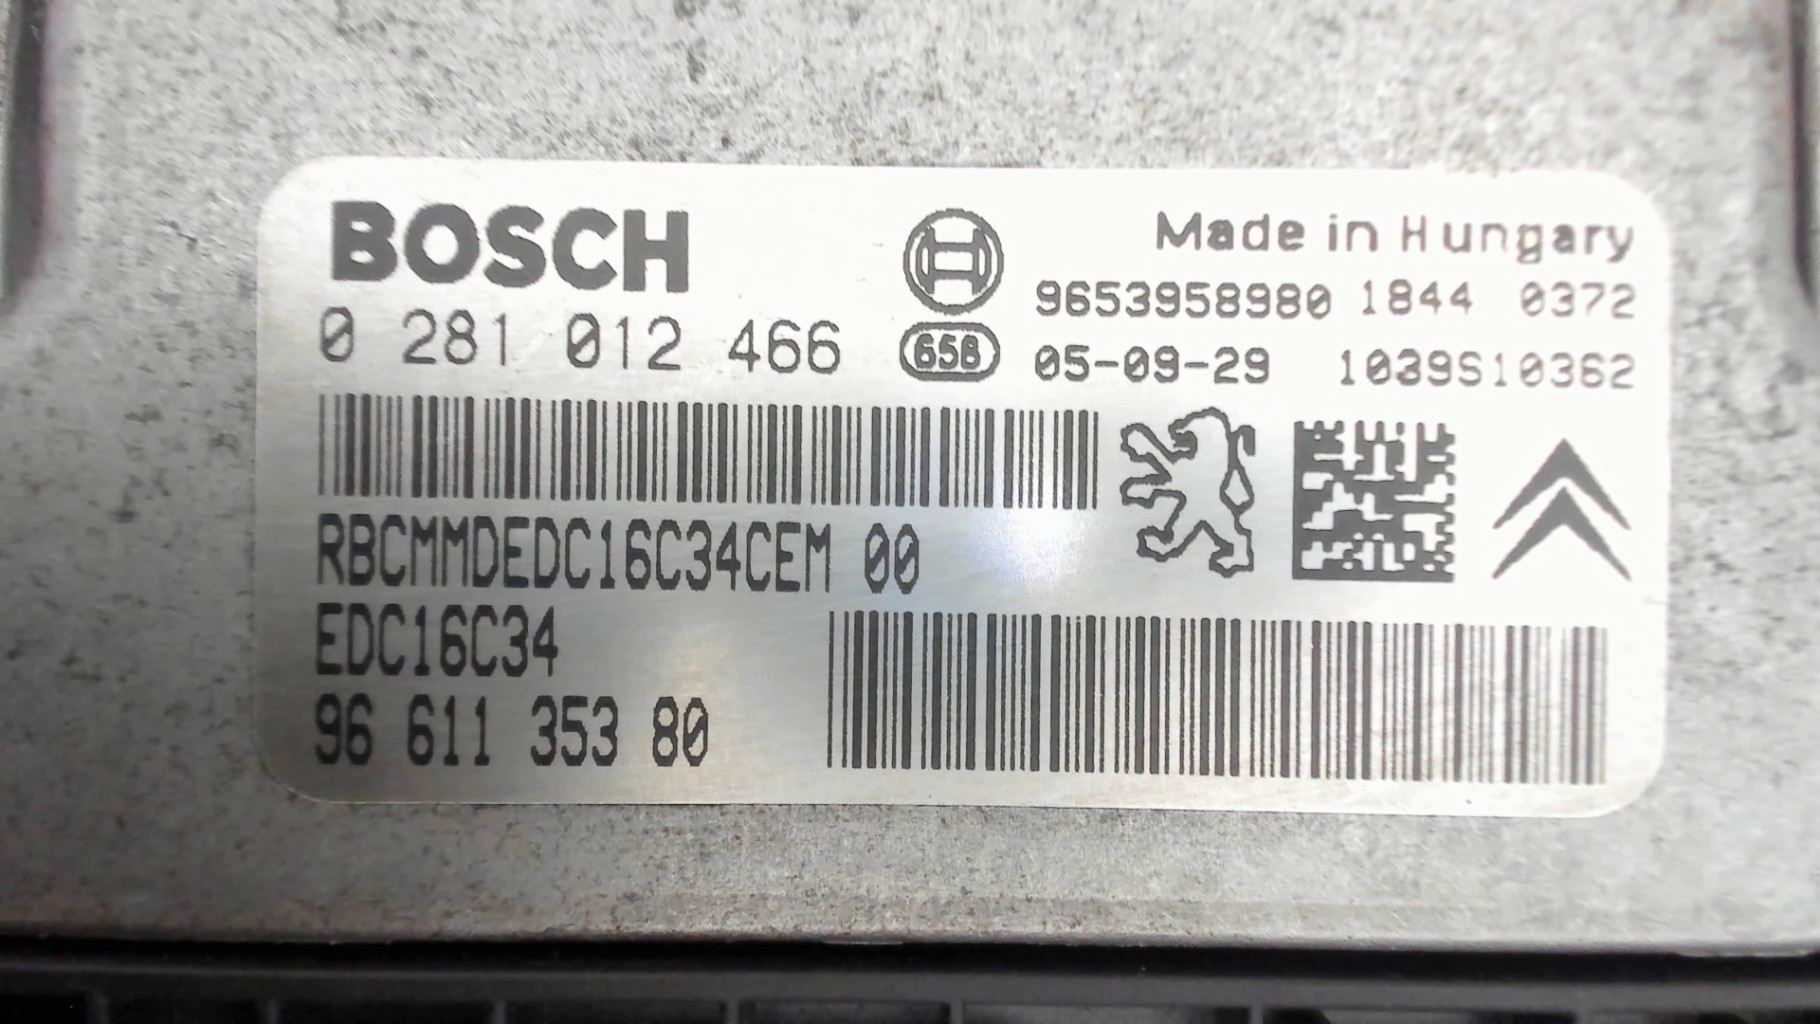 BOSCH
Made in Hungary
9653958980 1844 0372
0 281 012 466
65B
05-09-29 1039S10362
RBCMMDEDC16C34CEM 00
EDC16C34
96 611 353 80